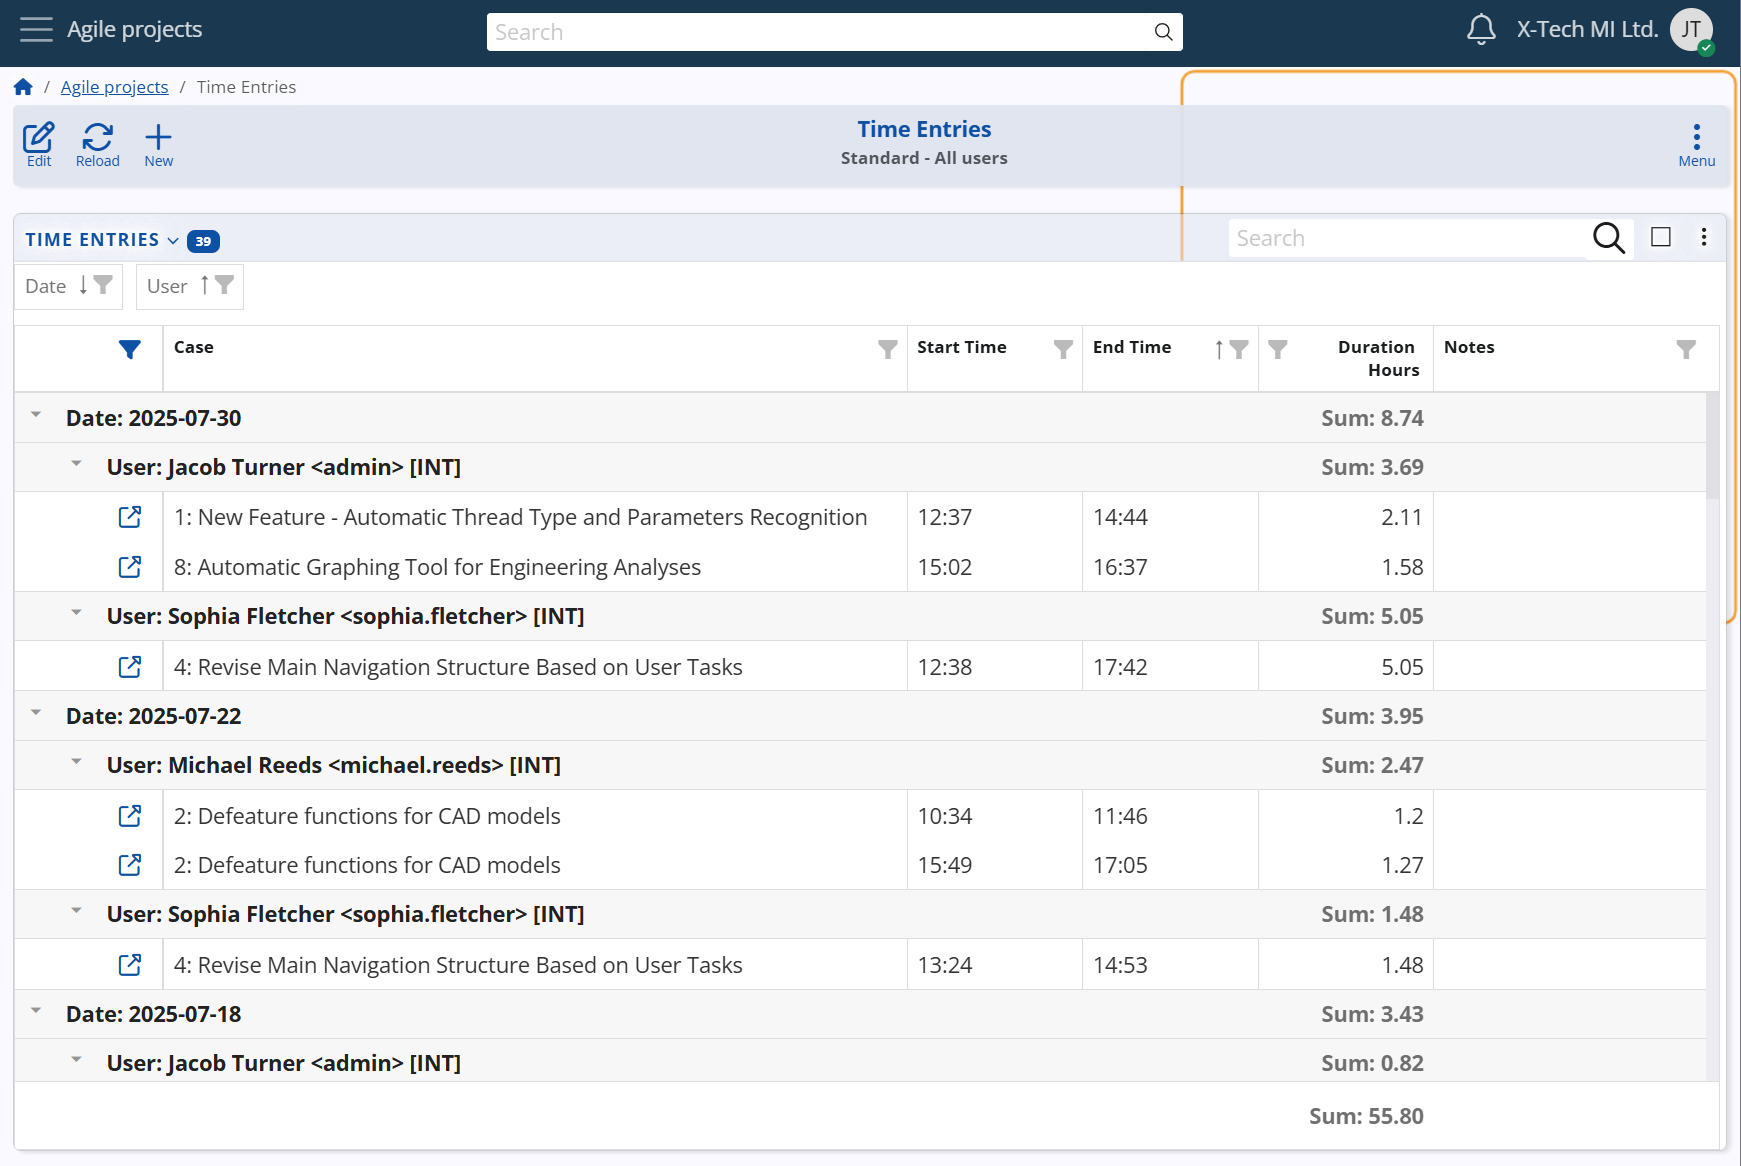 Agile projects
Search
X-Tech MI Ltd.
JT
/ Agile projects / Time Entries
Edit
Reload
New
Time Entries
Standard - All users
Menu
TIME ENTRIES 39
Search
Date
User
Case
Start Time
End Time
Duration
Hours
Notes
Date: 2025-07-30 Sum: 8.74
User: Jacob Turner <admin> [INT] Sum: 3.69
1: New Feature - Automatic Thread Type and Parameters Recognition 12:37 14:44 2.11
8: Automatic Graphing Tool for Engineering Analyses 15:02 16:37 1.58
User: Sophia Fletcher <sophia.fletcher> [INT] Sum: 5.05
4: Revise Main Navigation Structure Based on User Tasks 12:38 17:42 5.05
Date: 2025-07-22 Sum: 3.95
User: Michael Reeds <michael.reeds> [INT] Sum: 2.47
2: Defeature functions for CAD models 10:34 11:46 1.2
2: Defeature functions for CAD models 15:49 17:05 1.27
User: Sophia Fletcher <sophia.fletcher> [INT] Sum: 1.48
4: Revise Main Navigation Structure Based on User Tasks 13:24 14:53 1.48
Date: 2025-07-18 Sum: 3.43
User: Jacob Turner <admin> [INT] Sum: 0.82
Sum: 55.80